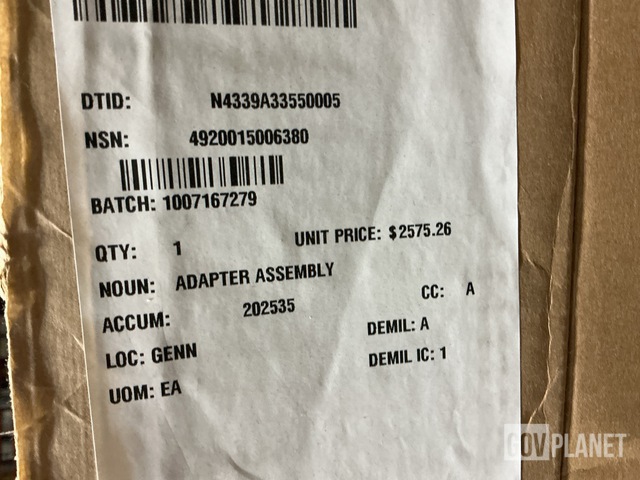 DTID: N4339A33550005
NSN: 4920015006380
BATCH: 1007167279
QTY: 1 UNIT PRICE: $2575.26
NOUN: ADAPTER ASSEMBLY
ACCUM: 202535 CC: A
LOC: GENN DEMIL: A
UOM: EA DEMIL IC: 1
GOVPLANET